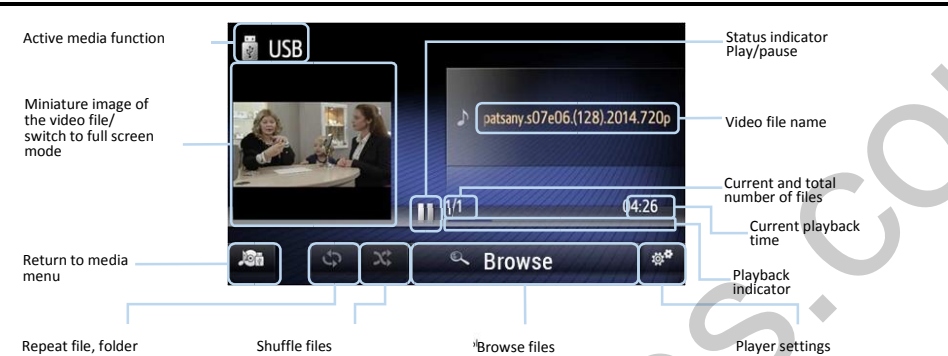 Active media function
USB
Status indicator
Play/pause
Miniature image of
the video file/
switch to full screen
mode
patsany.s07e06.(128).2014.720p
Video file name
Current and total
number of files
1/1
04:26
Current playback
time
Return to media
menu
Browse
Playback
indicator
Repeat file, folder
Shuffle files
Browse files
Player settings